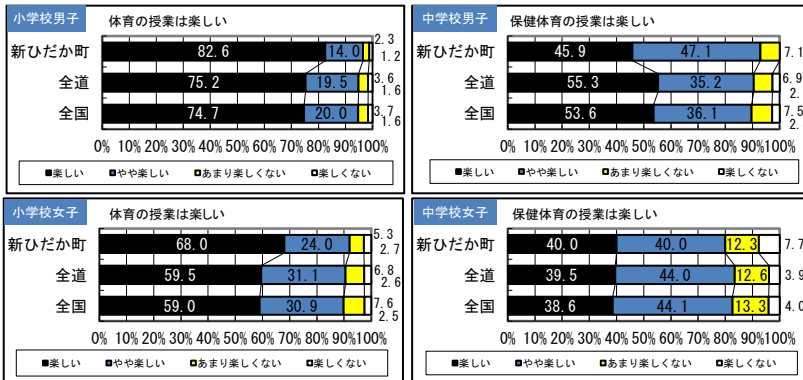 小学校男子 体育の授業は楽しい
新ひだか町 82.6 14.0 2.3 1.2
全道 75.2 19.5 3.6 1.6
全国 74.7 20.0 3.7 1.6
0% 10% 20% 30% 40% 50% 60% 70% 80% 90% 100%
■楽しい ■やや楽しい □あまり楽しくない □楽しくない
中学校男子 保健体育の授業は楽しい
新ひだか町 45.9 47.1 7.1
全道 55.3 35.2 6.9 2.
全国 53.6 36.1 7.5 2.
0% 10% 20% 30% 40% 50% 60% 70% 80% 90% 100%
■楽しい ■やや楽しい □あまり楽しくない □楽しくない
小学校女子 体育の授業は楽しい
新ひだか町 68.0 24.0 5.3 2.7
全道 59.5 31.1 6.8 2.6
全国 59.0 30.9 7.6 2.5
0% 10% 20% 30% 40% 50% 60% 70% 80% 90% 100%
■楽しい ■やや楽しい □あまり楽しくない □楽しくない
中学校女子 保健体育の授業は楽しい
新ひだか町 40.0 40.0 12.3 7.7
全道 39.5 44.0 12.6 3.9
全国 38.6 44.1 13.3 4.0
0% 10% 20% 30% 40% 50% 60% 70% 80% 90% 100%
■楽しい ■やや楽しい □あまり楽しくない □楽しくない